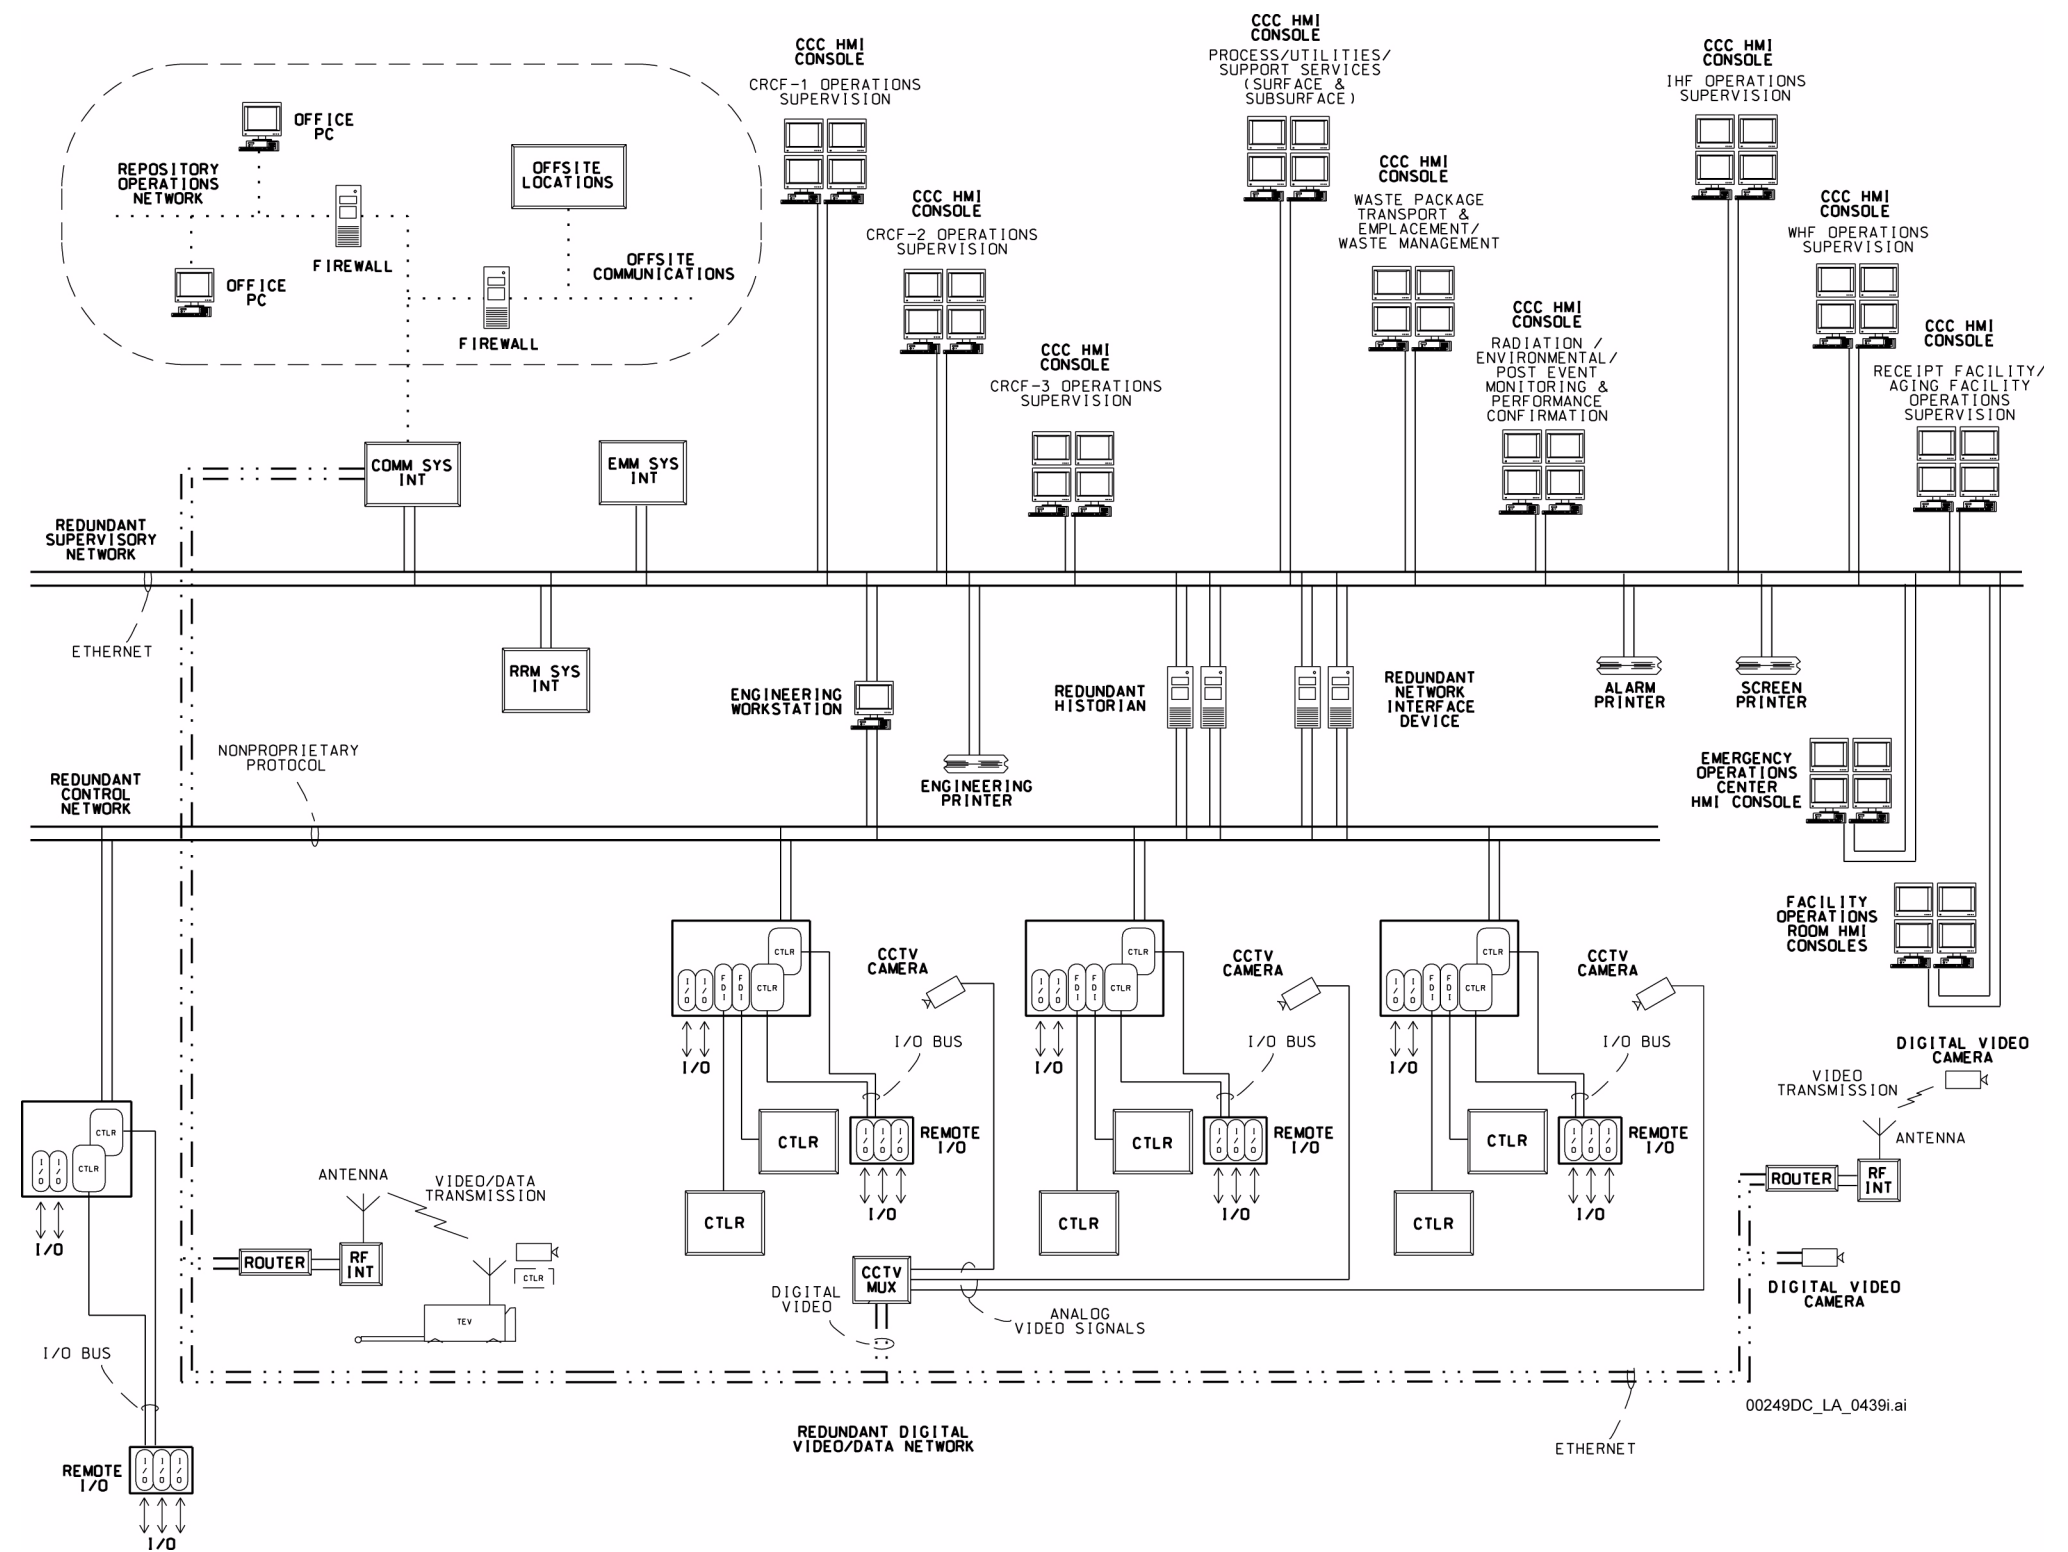 CCC HMI
CONSOLE
PROCESS/UTILITIES/
SUPPORT SERVICES
(SURFACE &
SUBSURFACE)
CCC HMI
CONSOLE
CRCF-1 OPERATIONS
SUPERVISION
CCC HMI
CONSOLE
IHF OPERATIONS
SUPERVISION
OFFICE
PC
REPOSITORY
OPERATIONS
NETWORK
OFFSITE
LOCATIONS
FIREWALL
OFFSITE
COMMUNICATIONS
OFFICE
PC
FIREWALL
CCC HMI
CONSOLE
CRCF-2 OPERATIONS
SUPERVISION
CCC HMI
CONSOLE
WASTE PACKAGE
TRANSPORT &
EMPLACEMENT/
WASTE MANAGEMENT
CCC HMI
CONSOLE
WHF OPERATIONS
SUPERVISION
CCC HMI
CONSOLE
CRCF-3 OPERATIONS
SUPERVISION
CCC HMI
CONSOLE
RADIATION /
ENVIRONMENTAL/
POST EVENT
MONITORING &
PERFORMANCE
CONFIRMATION
CCC HMI
CONSOLE
RECEIPT FACILITY/
AGING FACILITY
OPERATIONS
SUPERVISION
COMM SYS
INT
EMM SYS
INT
REDUNDANT
SUPERVISORY
NETWORK
ETHERNET
RRM SYS
INT
ENGINEERING
WORKSTATION
REDUNDANT
HISTORIAN
REDUNDANT
NETWORK
INTERFACE
DEVICE
ALARM
PRINTER
SCREEN
PRINTER
NONPROPRIETARY
PROTOCOL
REDUNDANT
CONTROL
NETWORK
ENGINEERING
PRINTER
EMERGENCY
OPERATIONS
CENTER
HMI CONSOLE
FACILITY
OPERATIONS
ROOM HMI
CONSOLES
CTLR
CTLR
I/O
I/O
FDI
FDI
I/O
CCTV
CAMERA
I/O BUS
CTLR
CTLR
I/O
I/O
I/O
REMOTE
I/O
I/O
CTLR
CTLR
I/O
I/O
FDI
FDI
I/O
CCTV
CAMERA
I/O BUS
CTLR
CTLR
I/O
I/O
I/O
REMOTE
I/O
I/O
CTLR
CTLR
I/O
I/O
FDI
FDI
I/O
CCTV
CAMERA
I/O BUS
CTLR
CTLR
I/O
I/O
I/O
REMOTE
I/O
I/O
DIGITAL VIDEO
CAMERA
VIDEO
TRANSMISSION
ANTENNA
ROUTER
RF
INT
DIGITAL VIDEO
CAMERA
CTLR
CTLR
I/O
I/O
I/O
ANTENNA
VIDEO/DATA
TRANSMISSION
ROUTER
RF
INT
CTLR
TEV
CCTV
MUX
DIGITAL
VIDEO
ANALOG
VIDEO SIGNALS
I/O BUS
REMOTE
I/O
I/O
I/O
I/O
I/O
REDUNDANT DIGITAL
VIDEO/DATA NETWORK
ETHERNET
00249DC_LA_0439i.ai